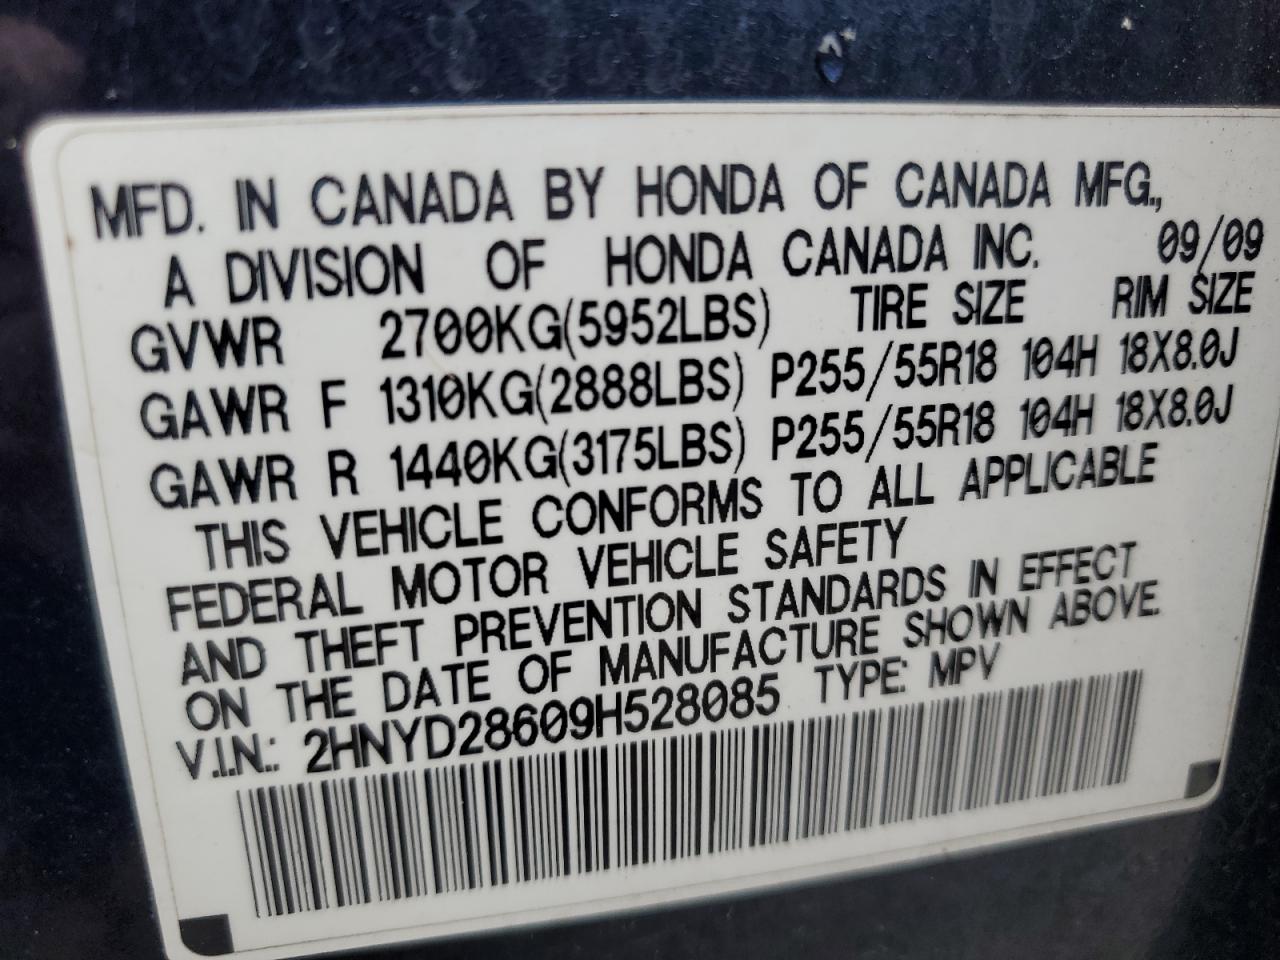 MFD. IN CANADA BY HONDA OF CANADA MFG.,
A DIVISION OF HONDA CANADA INC. 09/09
GVWR 2700KG(5952LBS) TIRE SIZE RIM SIZE
GAWR F 1310KG(2888LBS) P255/55R18 104H 18X8.0J
GAWR R 1440KG(3175LBS) P255/55R18 104H 18X8.0J
THIS VEHICLE CONFORMS TO ALL APPLICABLE
FEDERAL MOTOR VEHICLE SAFETY
AND THEFT PREVENTION STANDARDS IN EFFECT
ON THE DATE OF MANUFACTURE SHOWN ABOVE.
V.I.N.: 2HNYD28609H528085 TYPE: MPV